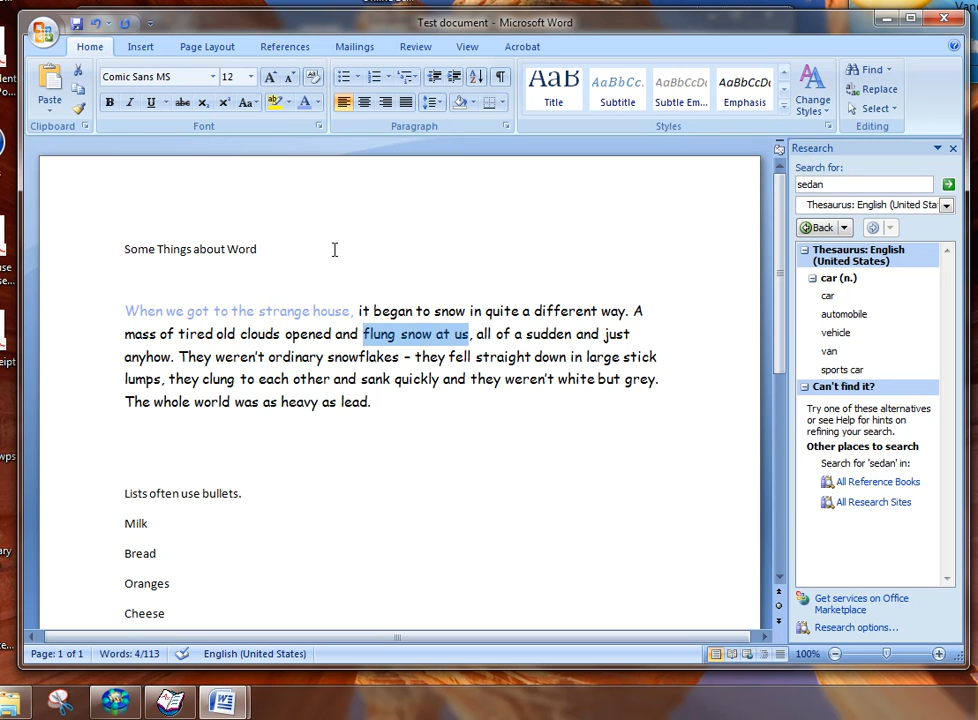 Test document - Microsoft Word
Home Insert Page Layout References Mailings Review View Acrobat
Paste
Comic Sans MS 12
B I U abc x₂ x² Aa
AaB AaBbCc. AaBbCcD AaBbCcDc
Title Subtitle Subtle Em... Emphasis
Change Styles
Find
Replace
Select
Clipboard Font Paragraph Styles Editing
Research
Search for:
sedan
Thesaurus: English (United Sta
Back
Thesaurus: English
(United States)
car (n.)
car
automobile
vehicle
van
sports car
Can't find it?
Try one of these alternatives
or see Help for hints on
refining your search.
Other places to search
Search for 'sedan' in:
All Reference Books
All Research Sites
Get services on Office
Marketplace
Research options...
Some Things about Word
When we got to the strange house, it began to snow in quite a different way. A
mass of tired old clouds opened and flung snow at us, all of a sudden and just
anyhow. They weren't ordinary snowflakes – they fell straight down in large stick
lumps, they clung to each other and sank quickly and they weren't white but grey.
The whole world was as heavy as lead.
Lists often use bullets.
Milk
Bread
Oranges
Cheese
Page: 1 of 1 Words: 4/113 English (United States) 100%